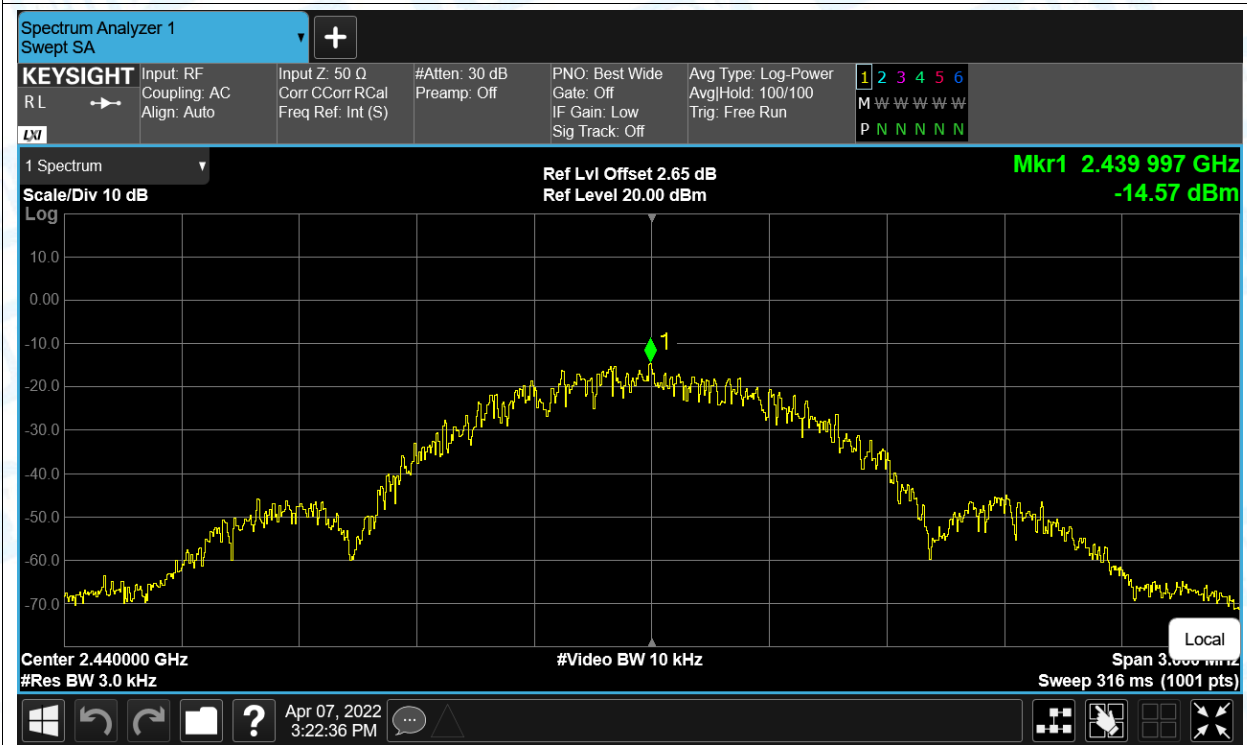 Spectrum Analyzer 1
Swept SA
KEYSIGHT
R L
LXI
Input: RF
Coupling: AC
Align: Auto
Input Z: 50 Ω
Corr CCorr RCal
Freq Ref: Int (S)
#Atten: 30 dB
Preamp: Off
PNO: Best Wide
Gate: Off
IF Gain: Low
Sig Track: Off
Avg Type: Log-Power
Avg|Hold: 100/100
Trig: Free Run
1 2 3 4 5 6
M W W W W W
P N N N N N
1 Spectrum
Scale/Div 10 dB
Log
Ref Lvl Offset 2.65 dB
Ref Level 20.00 dBm
Mkr1 2.439 997 GHz
-14.57 dBm
10.0
0.00
-10.0
-20.0
-30.0
-40.0
-50.0
-60.0
-70.0
1
Center 2.440000 GHz
#Res BW 3.0 kHz
#Video BW 10 kHz
Local
Span 3.000 MHz
Sweep 316 ms (1001 pts)
?
Apr 07, 2022
3:22:36 PM